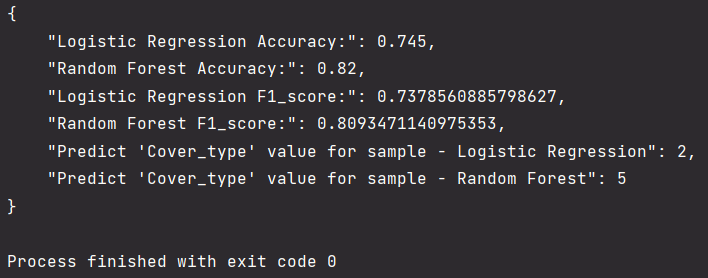 {
    "Logistic Regression Accuracy:": 0.745,
    "Random Forest Accuracy:": 0.82,
    "Logistic Regression F1_score:": 0.7378560885798627,
    "Random Forest F1_score:": 0.8093471140975353,
    "Predict 'Cover_type' value for sample - Logistic Regression": 2,
    "Predict 'Cover_type' value for sample - Random Forest": 5
}
Process finished with exit code 0